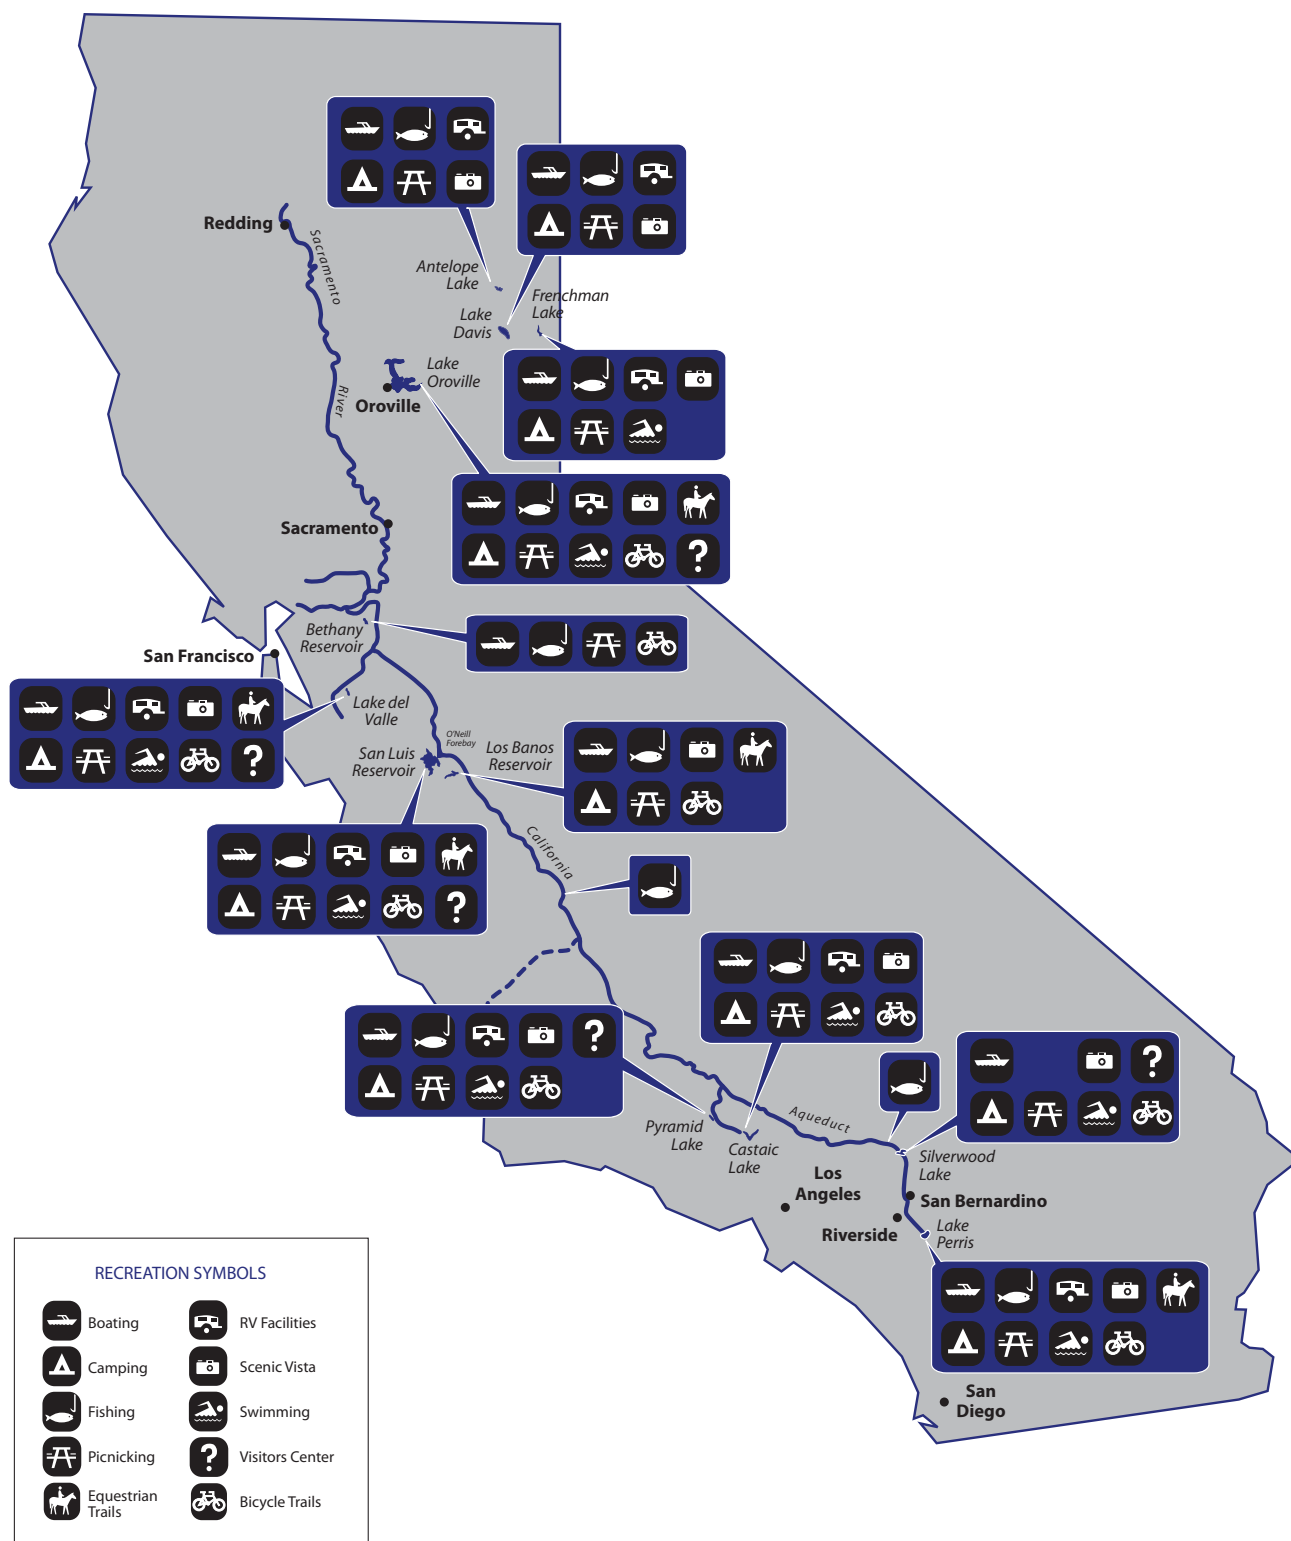 Redding
Sacramento
River
Antelope
Lake
Lake
Davis
Frenchman
Lake
Lake
Oroville
Oroville
Sacramento
Bethany
Reservoir
San Francisco
Lake del
Valle
O'Neill
Forebay
San Luis
Reservoir
Los Banos
Reservoir
California
Aqueduct
Pyramid
Lake
Castaic
Lake
Silverwood
Lake
Los
Angeles
San Bernardino
Riverside
Lake
Perris
San
Diego
RECREATION SYMBOLS
Boating
RV Facilities
Camping
Scenic Vista
Fishing
Swimming
Picnicking
Visitors Center
Equestrian
Trails
Bicycle Trails